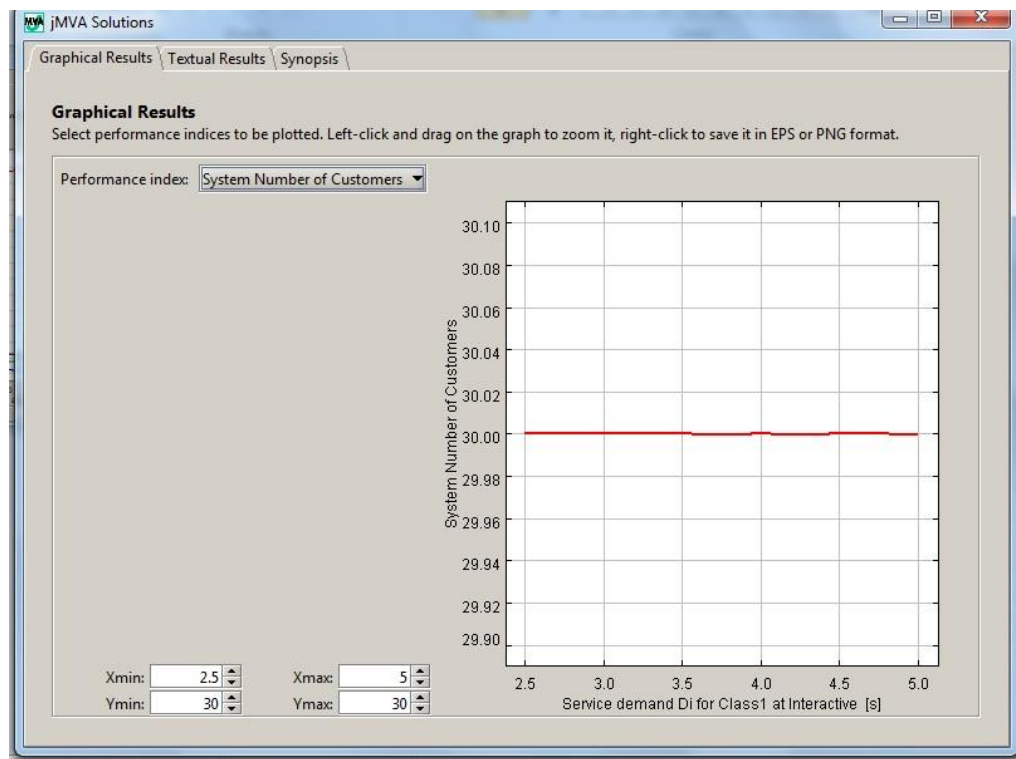 MVA jMVA Solutions
Graphical Results Textual Results Synopsis
Graphical Results
Select performance indices to be plotted. Left-click and drag on the graph to zoom it, right-click to save it in EPS or PNG format.
Performance index: System Number of Customers
30.10
30.08
30.06
30.04
30.02
30.00
29.98
29.96
29.94
29.92
29.90
System Number of Customers
2.5 3.0 3.5 4.0 4.5 5.0
Service demand Di for Class1 at Interactive [s]
Xmin: 2.5 Xmax: 5
Ymin: 30 Ymax: 30